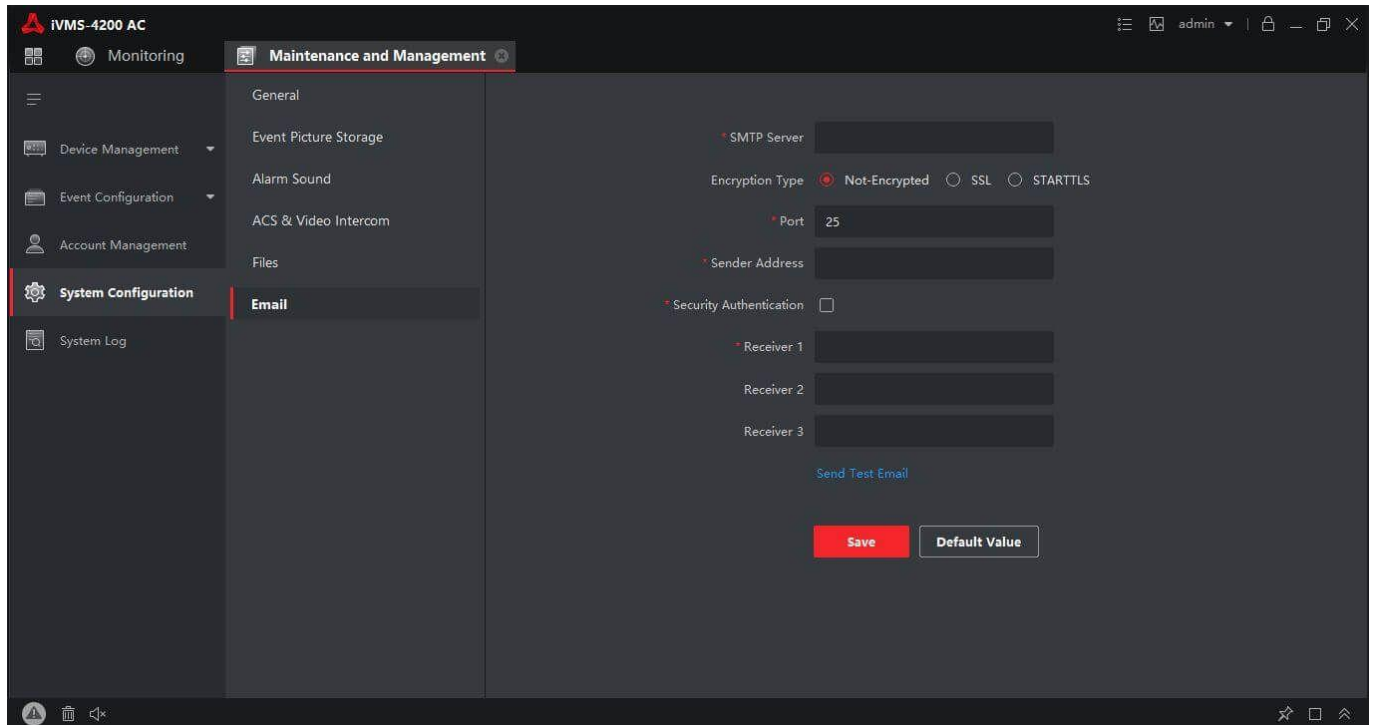 iVMS-4200 AC
admin
Monitoring
Maintenance and Management
Device Management
Event Configuration
Account Management
System Configuration
System Log
General
Event Picture Storage
Alarm Sound
ACS & Video Intercom
Files
Email
* SMTP Server
Encryption Type Not-Encrypted SSL STARTTLS
* Port 25
* Sender Address
* Security Authentication
* Receiver 1
Receiver 2
Receiver 3
Send Test Email
Save Default Value